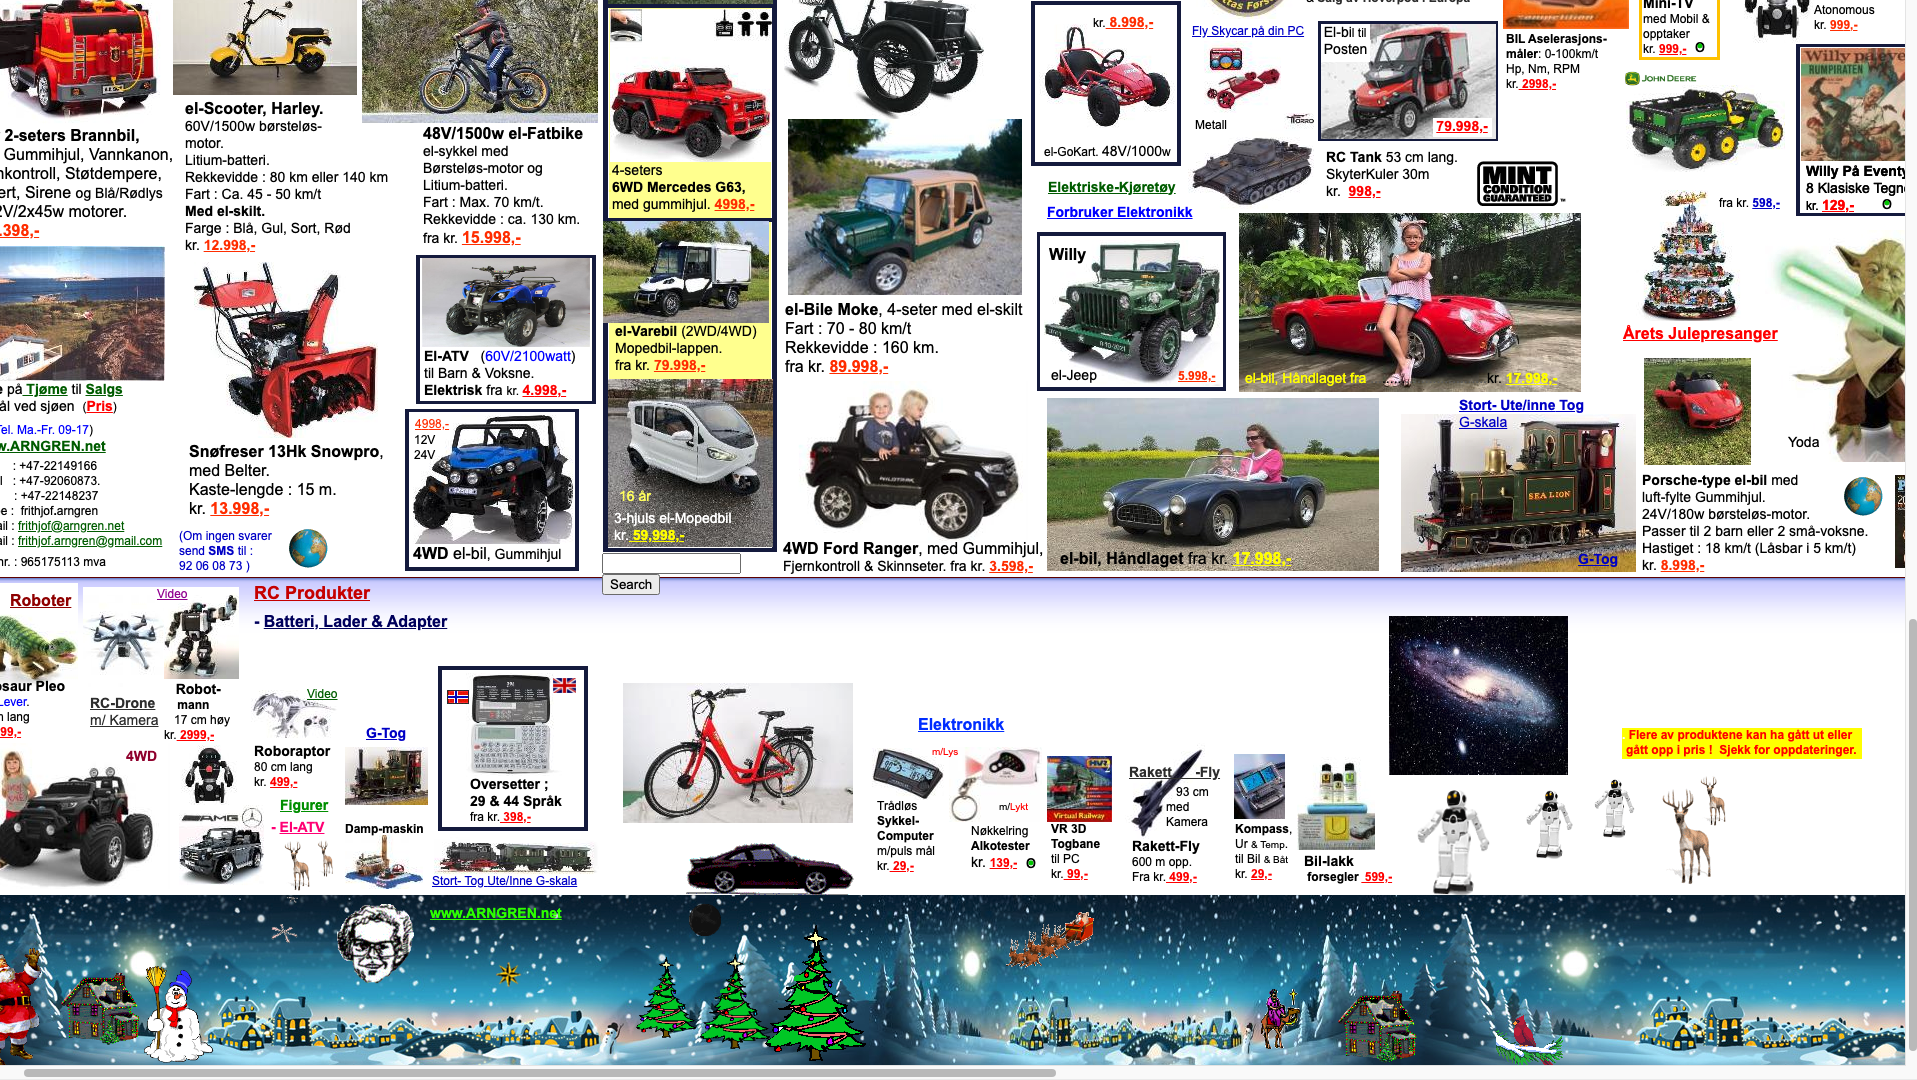 2-seters Brannbil,
Gummihjul, Vannkanon,
nkontroll, Støtdempere,
ert, Sirene og Blå/Rødlys
2V/2x45w motorer.
.398,-
på Tjøme til Salgs
ål ved sjøen (Pris)
Tel. Ma.-Fr. 09-17)
w.ARNGREN.net
: +47-22149166
: +47-92060873.
: +47-22148237
e : frithjof.arngren
ail : frithjof@arngren.net
ail : frithjof.arngren@gmail.com
nr. : 965175113 mva
el-Scooter, Harley.
60V/1500w børsteløs-
motor.
Litium-batteri.
Rekkevidde : 80 km eller 140 km
Fart : Ca. 45 - 50 km/t
Med el-skilt.
Farge : Blå, Gul, Sort, Rød
kr. 12.998,-
Snøfreser 13Hk Snowpro,
med Belter.
Kaste-lengde : 15 m.
kr. 13.998,-
(Om ingen svarer
send SMS til :
92 06 08 73 )
48V/1500w el-Fatbike
el-sykkel med
Børsteløs-motor og
Litium-batteri.
Fart : Max. 70 km/t.
Rekkevidde : ca. 130 km.
fra kr. 15.998,-
El-ATV (60V/2100watt)
til Barn & Voksne.
Elektrisk fra kr. 4.998,-
4998,-
12V
24V
4WD el-bil, Gummihjul
4-seters
6WD Mercedes G63,
med gummihjul. 4998,-
el-Varebil (2WD/4WD)
Mopedbil-lappen.
fra kr. 79.998,-
16 år
3-hjuls el-Mopedbil
kr. 59,998,-
Search
el-Bile Moke, 4-seter med el-skilt
Fart : 70 - 80 km/t
Rekkevidde : 160 km.
fra kr. 89.998,-
4WD Ford Ranger, med Gummihjul,
Fjernkontroll & Skinnseter. fra kr. 3.598,-
kr. 8.998,-
el-GoKart. 48V/1000w
Elektriske-Kjøretøy
Forbruker Elektronikk
Willy
el-Jeep
5.998,-
Fly Skycar på din PC
Metall
TORRO
El-bil til
Posten
79.998,-
RC Tank 53 cm lang.
SkyterKuler 30m
kr. 998,-
MINT
CONDITION
GUARANTEED
el-bil, Håndlaget fra
kr. 17.998,-
el-bil, Håndlaget fra kr. 17.998,-
Stort- Ute/inne Tog
G-skala
SEA LION
G-Tog
BIL Aselerasjons-
måler: 0-100km/t
Hp, Nm, RPM
kr. 2998,-
Mini-TV
med Mobil &
opptaker
kr. 999,-
Atonomous
kr. 999,-
JOHN DEERE
fra kr. 598,-
Willy på eve
RUMPIRATEN
Willy På Eventy
8 Klasiske Tegne
kr. 129,-
Årets Julepresanger
Yoda
Porsche-type el-bil med
luft-fylte Gummihjul.
24V/180w børsteløs-motor.
Passer til 2 barn eller 2 små-voksne.
Hastiget : 18 km/t (Låsbar i 5 km/t)
kr. 8.998,-
Roboter
Video
RC Produkter
- Batteri, Lader & Adapter
osaur Pleo
Lever.
n lang
99,-
RC-Drone
m/ Kamera
Robot-
mann
17 cm høy
kr. 2999,-
Video
Roboraptor
80 cm lang
kr. 499,-
4WD
AMG
Figurer
- El-ATV
G-Tog
Damp-maskin
Oversetter ;
29 & 44 Språk
fra kr. 398,-
Stort- Tog Ute/Inne G-skala
Elektronikk
m/Lys
Trådløs
Sykkel-
Computer
m/puls mål
kr. 29,-
m/Lykt
Nøkkelring
Alkotester
kr. 139,-
Virtual Railway
VR 3D
Togbane
til PC
kr. 99,-
Rakett -Fly
93 cm
med
Kamera
Rakett-Fly
600 m opp.
Fra kr. 499,-
Kompass,
Ur & Temp.
til Bil & Båt
kr. 29,-
Bil-lakk
forsegler 599,-
Flere av produktene kan ha gått ut eller
gått opp i pris ! Sjekk for oppdateringer.
www.ARNGREN.net